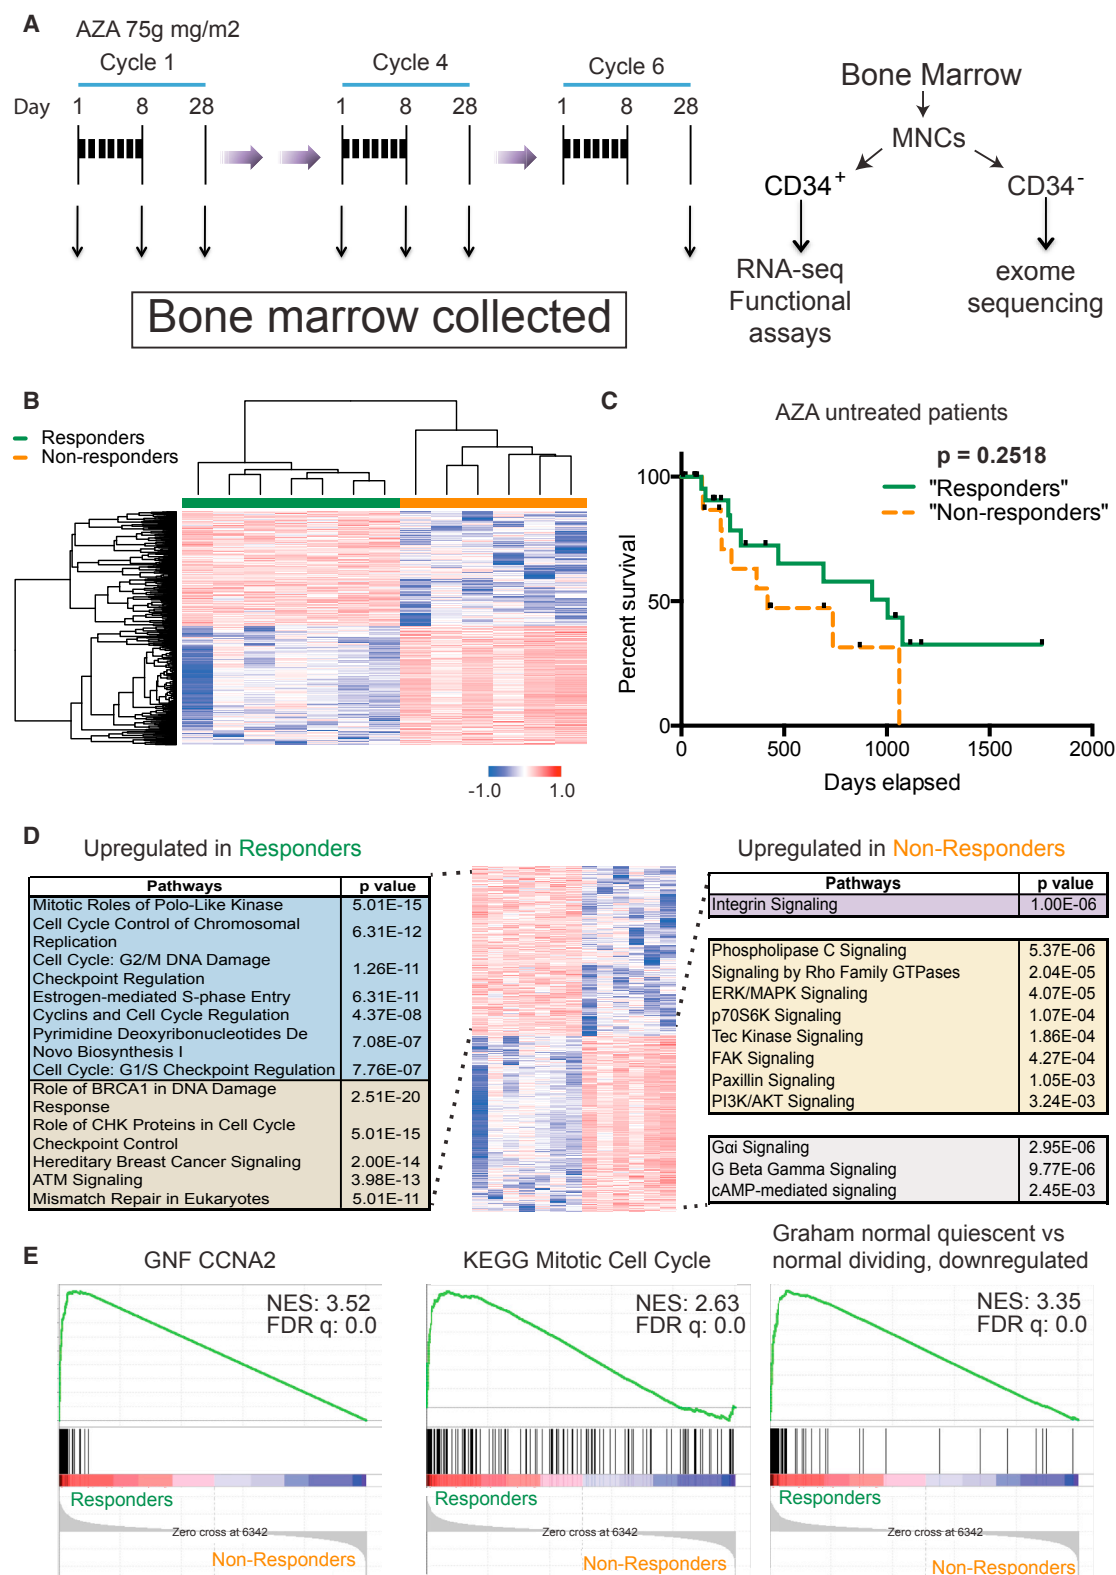 A
AZA 75g mg/m2
Cycle 1
Cycle 4
Cycle 6
Day
1 8 28
1 8 28
1 8 28
Bone marrow collected
Bone Marrow
MNCs
CD34+
CD34-
RNA-seq
Functional
assays
exome
sequencing
B
Responders
Non-responders
-1.0 1.0
C
AZA untreated patients
p = 0.2518
"Responders"
"Non-responders"
Percent survival
100
50
0
0 500 1000 1500 2000
Days elapsed
D
Upregulated in Responders
Pathways p value
Mitotic Roles of Polo-Like Kinase 5.01E-15
Cell Cycle Control of Chromosomal
Replication 6.31E-12
Cell Cycle: G2/M DNA Damage
Checkpoint Regulation 1.26E-11
Estrogen-mediated S-phase Entry 6.31E-11
Cyclins and Cell Cycle Regulation 4.37E-08
Pyrimidine Deoxyribonucleotides De
Novo Biosynthesis I 7.08E-07
Cell Cycle: G1/S Checkpoint Regulation 7.76E-07
Role of BRCA1 in DNA Damage
Response 2.51E-20
Role of CHK Proteins in Cell Cycle
Checkpoint Control 5.01E-15
Hereditary Breast Cancer Signaling 2.00E-14
ATM Signaling 3.98E-13
Mismatch Repair in Eukaryotes 5.01E-11
Upregulated in Non-Responders
Pathways p value
Integrin Signaling 1.00E-06
Phospholipase C Signaling 5.37E-06
Signaling by Rho Family GTPases 2.04E-05
ERK/MAPK Signaling 4.07E-05
p70S6K Signaling 1.07E-04
Tec Kinase Signaling 1.86E-04
FAK Signaling 4.27E-04
Paxillin Signaling 1.05E-03
PI3K/AKT Signaling 3.24E-03
Gαi Signaling 2.95E-06
G Beta Gamma Signaling 9.77E-06
cAMP-mediated signaling 2.45E-03
E
GNF CCNA2
NES: 3.52
FDR q: 0.0
Responders
Zero cross at 6342
Non-Responders
KEGG Mitotic Cell Cycle
NES: 2.63
FDR q: 0.0
Responders
Zero cross at 6342
Non-Responders
Graham normal quiescent vs
normal dividing, downregulated
NES: 3.35
FDR q: 0.0
Responders
Zero cross at 6342
Non-Responders